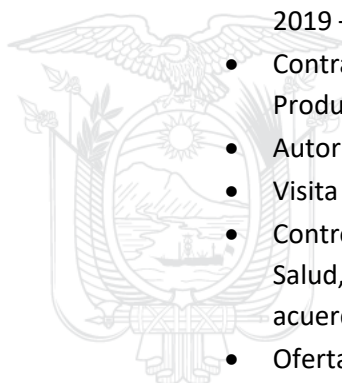 2019 -
• Contra
Produ
• Autor
• Visita
• Contro
Salud,
acuerd
• Oferta